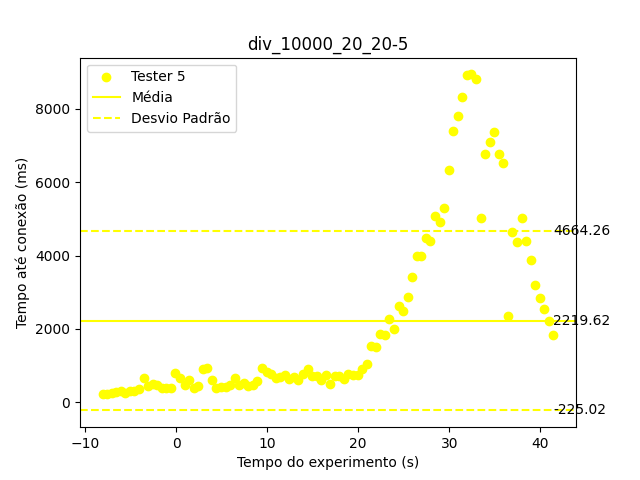 div_10000_20_20-5
Tester 5
Média
Desvio Padrão
Tempo até conexão (ms)
8000
6000
4000
2000
0
4664.26
2219.62
-225.02
−10
0
10
20
30
40
Tempo do experimento (s)